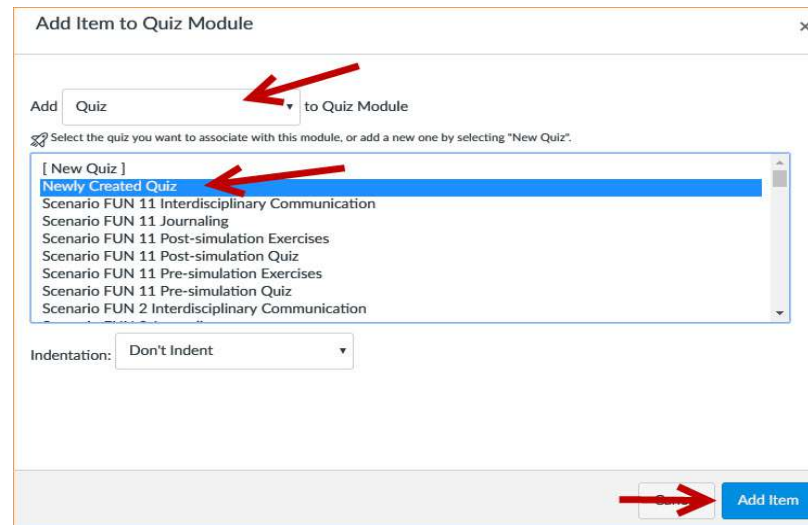 Add Item to Quiz Module
×
Add Quiz ▾ to Quiz Module
Select the quiz you want to associate with this module, or add a new one by selecting "New Quiz".
[ New Quiz ]
Newly Created Quiz
Scenario FUN 11 Interdisciplinary Communication
Scenario FUN 11 Journaling
Scenario FUN 11 Post-simulation Exercises
Scenario FUN 11 Post-simulation Quiz
Scenario FUN 11 Pre-simulation Exercises
Scenario FUN 11 Pre-simulation Quiz
Scenario FUN 2 Interdisciplinary Communication
Indentation: Don't Indent ▾
Add Item